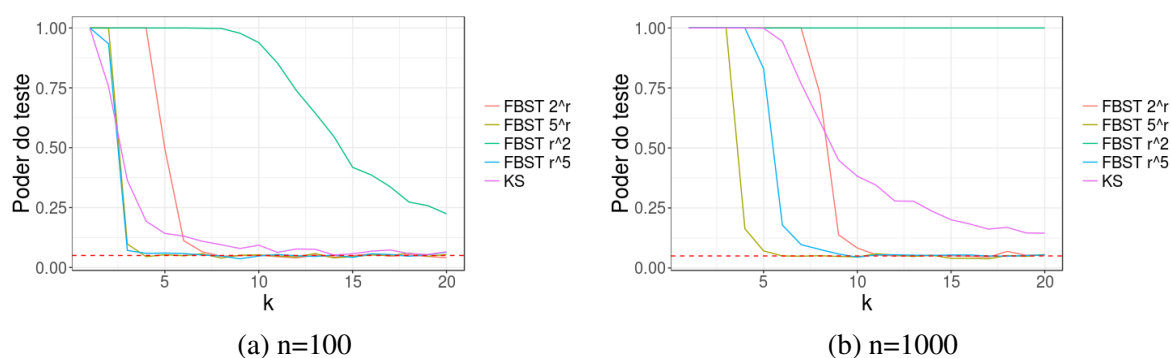 1.00
0.75
0.50
0.25
0.00
Poder do teste
5
10
15
20
k
FBST 2^r
FBST 5^r
FBST r^2
FBST r^5
KS
(a) n=100
1.00
0.75
0.50
0.25
0.00
Poder do teste
5
10
15
20
k
FBST 2^r
FBST 5^r
FBST r^2
FBST r^5
KS
(b) n=1000